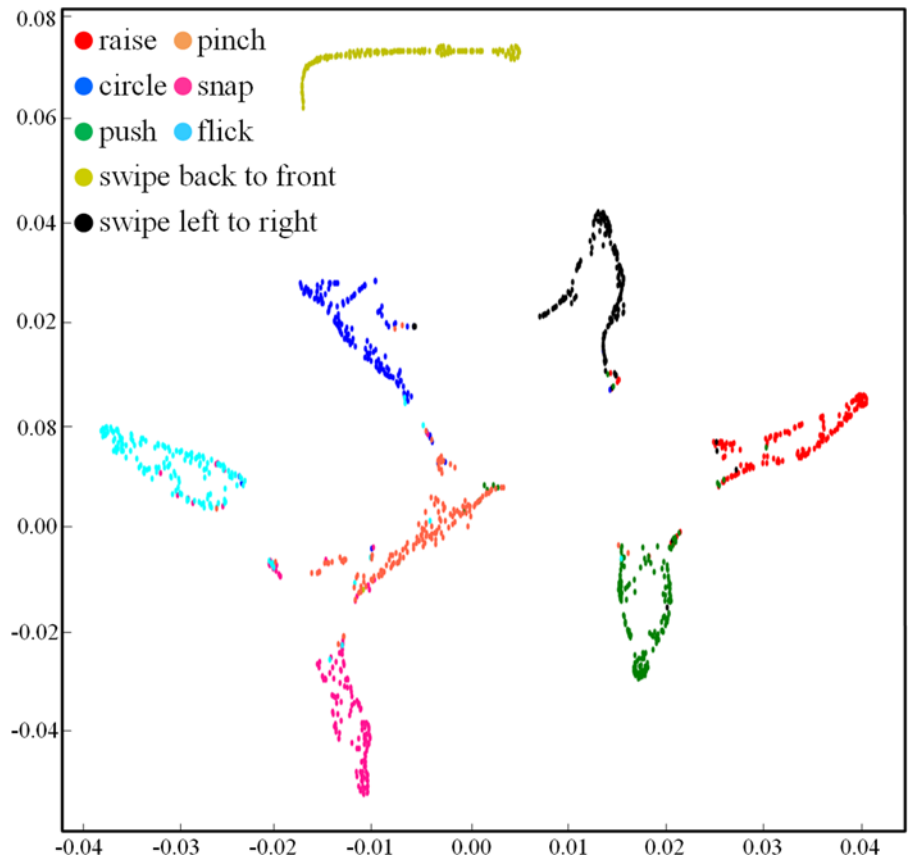 0.08
raise pinch
circle snap
0.06
push flick
swipe back to front
0.04
swipe left to right
0.02
0.08
0.00
-0.02
-0.04
-0.04 -0.03 -0.02 -0.01 0.00 0.01 0.02 0.03 0.04